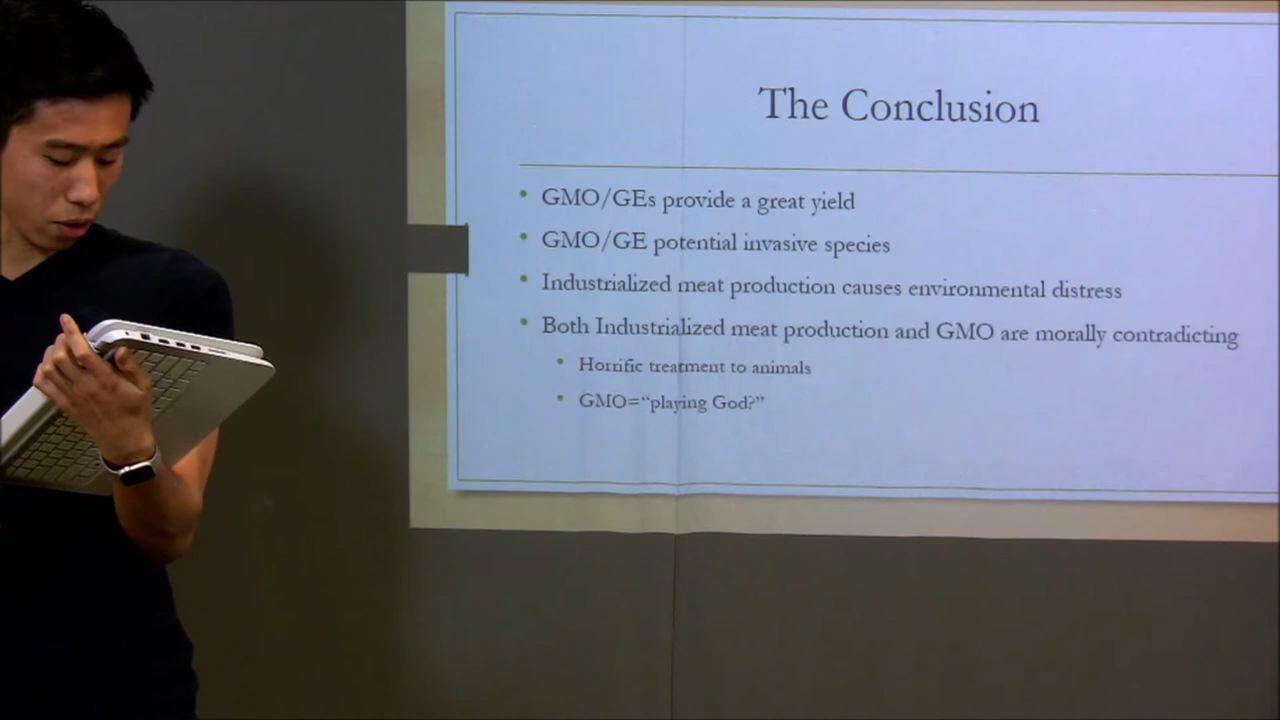 The Conclusion
GMO/GEs provide a great yield
GMO/GE potential invasive species
Industrialized meat production causes environmental distress
Both Industrialized meat production and GMO are morally contradicting
Horrific treatment to animals
GMO=“playing God?”